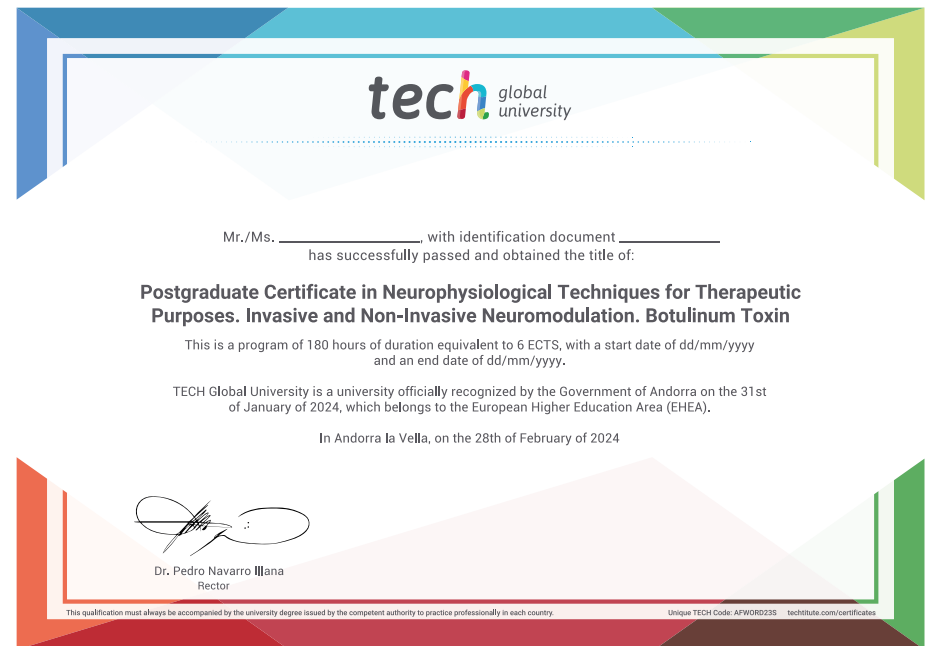 tech global
university
Mr./Ms. ____________, with identification document ____________
has successfully passed and obtained the title of:
Postgraduate Certificate in Neurophysiological Techniques for Therapeutic
Purposes. Invasive and Non-Invasive Neuromodulation. Botulinum Toxin
This is a program of 180 hours of duration equivalent to 6 ECTS, with a start date of dd/mm/yyyy
and an end date of dd/mm/yyyy.
TECH Global University is a university officially recognized by the Government of Andorra on the 31st
of January of 2024, which belongs to the European Higher Education Area (EHEA).
In Andorra la Vella, on the 28th of February of 2024
Dr. Pedro Navarro Illana
Rector
This qualification must always be accompanied by the university degree issued by the competent authority to practice professionally in each country.
Unique TECH Code: AFWORD23S techtitute.com/certificates